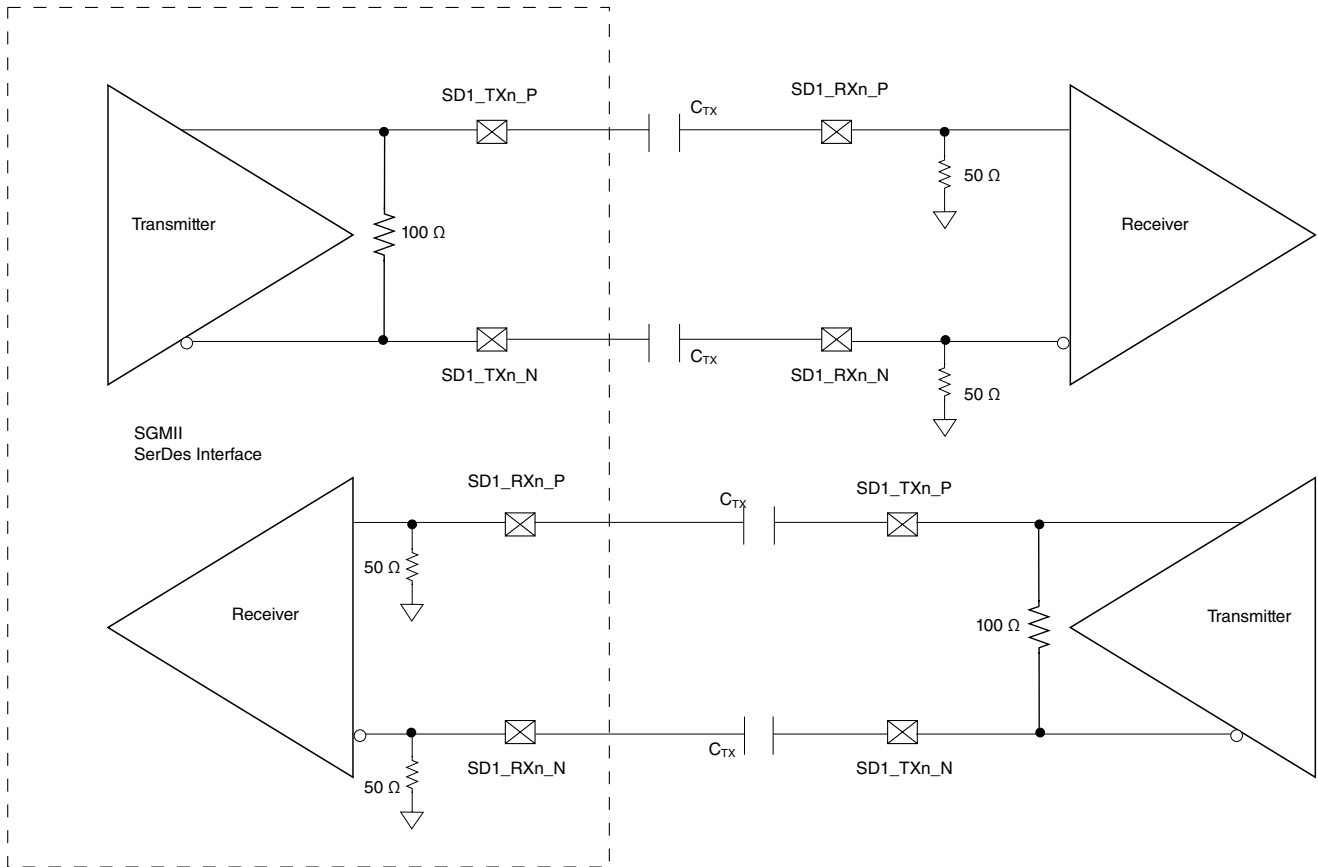 SD1_TXn_P
C_TX
SD1_RXn_P
50 Ω
Transmitter
100 Ω
Receiver
C_TX
SD1_TXn_N
SD1_RXn_N
50 Ω
SGMII
SerDes Interface
SD1_RXn_P
C_TX
SD1_TXn_P
50 Ω
Receiver
100 Ω
Transmitter
C_TX
SD1_RXn_N
SD1_TXn_N
50 Ω